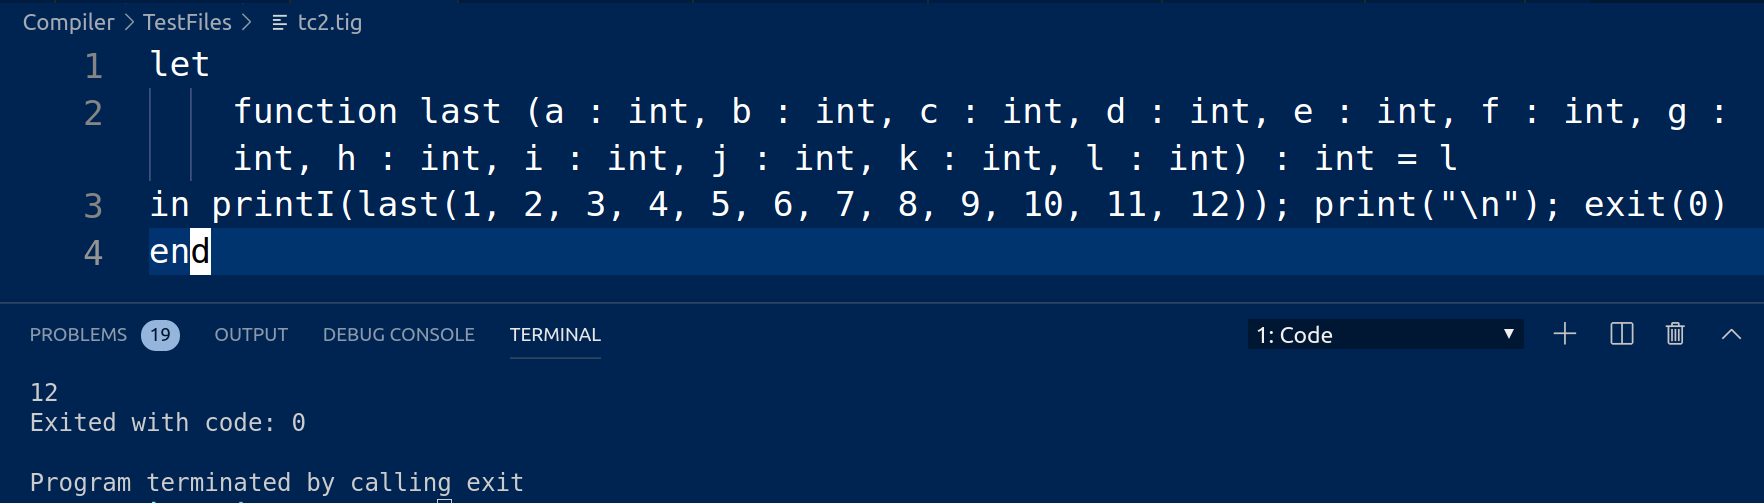 Compiler > TestFiles > tc2.tig
1 let
2 function last (a : int, b : int, c : int, d : int, e : int, f : int, g :
int, h : int, i : int, j : int, k : int, l : int) : int = l
3 in printI(last(1, 2, 3, 4, 5, 6, 7, 8, 9, 10, 11, 12)); print("\n"); exit(0)
4 end
PROBLEMS 19 OUTPUT DEBUG CONSOLE TERMINAL 1: Code
12
Exited with code: 0
Program terminated by calling exit